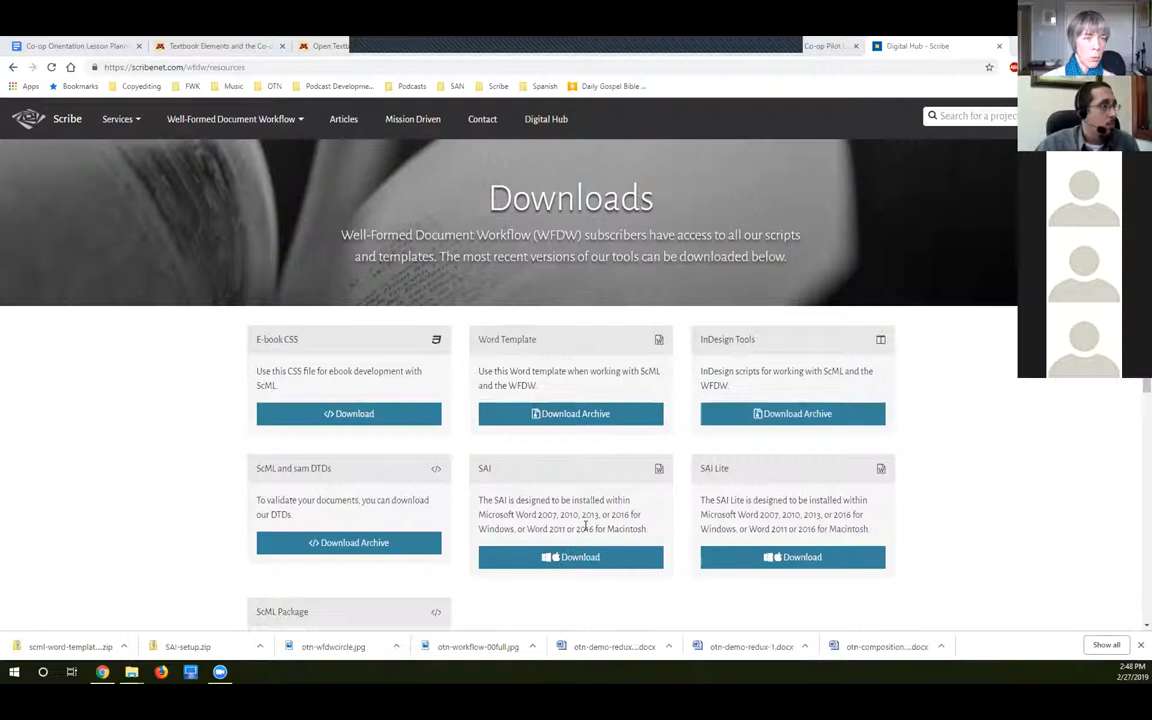 Co-op Orientation Lesson Plann
Textbook Elements and the Co-o
Open Textb
Co-op Pilot I
Digital Hub - Scribe
https://scribenet.com/wfdw/resources
Apps
Bookmarks
Copyediting
FWK
Music
OTN
Podcast Develop...
Podcasts
SAN
Scribe
Spanish
Daily Gospel Bible ...
Scribe
Services
Well-Formed Document Workflow
Articles
Mission Driven
Contact
Digital Hub
Search for a projec
Downloads
Well-Formed Document Workflow (WFDW) subscribers have access to all our scripts
and templates. The most recent versions of our tools can be downloaded below.
E-book CSS
Use this CSS file for ebook development with
ScML.
Download
Word Template
Use this Word template when working with ScML
and the WFDW.
Download Archive
InDesign Tools
InDesign scripts for working with ScML and the
WFDW.
Download Archive
ScML and sam DTDs
To validate your documents, you can download
our DTDs.
Download Archive
SAI
The SAI is designed to be installed within
Microsoft Word 2007, 2010, 2013, or 2016 for
Windows, or Word 2011 or 2016 for Macintosh.
Download
SAI Lite
The SAI Lite is designed to be installed within
Microsoft Word 2007, 2010, 2013, or 2016 for
Windows, or Word 2011 or 2016 for Macintosh.
Download
ScML Package
scml-word-templat....zip
SAI-setup.zip
otn-wfdwcircle.jpg
otn-workflow-00full.jpg
otn-demo-redux....docx
otn-demo-redux-1.docx
otn-composition....docx
Show all
2:48 PM
2/27/2019